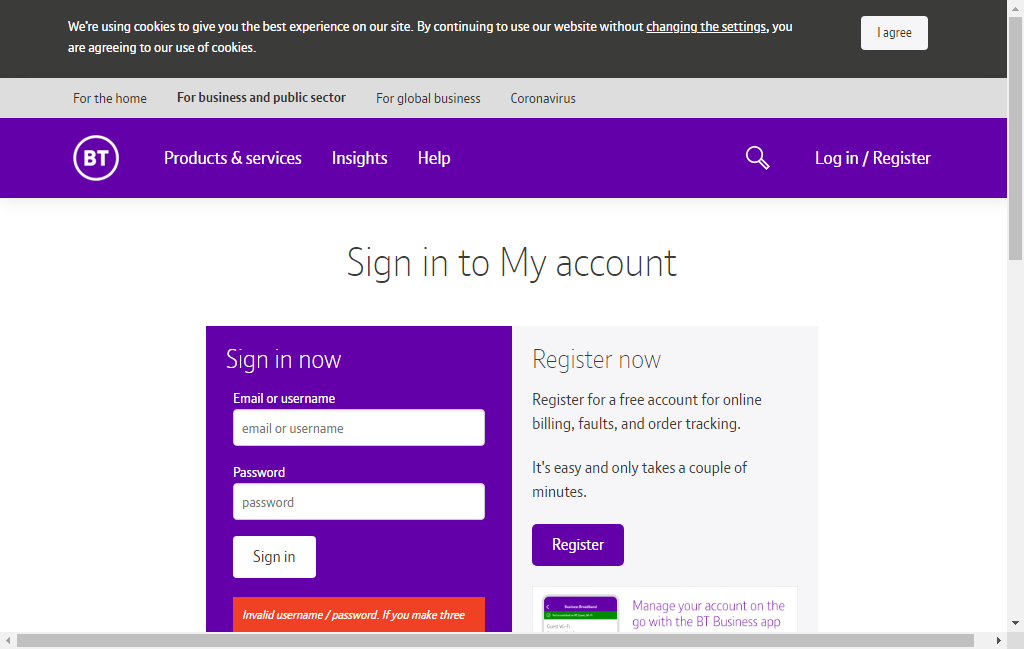 We're using cookies to give you the best experience on our site. By continuing to use our website without changing the settings, you
are agreeing to our use of cookies.
I agree
For the home
For business and public sector
For global business
Coronavirus
BT
Products & services
Insights
Help
Log in / Register
Sign in to My account
Sign in now
Email or username
email or username
Password
password
Sign in
Invalid username / password. If you make three
Register now
Register for a free account for online
billing, faults, and order tracking.
It's easy and only takes a couple of
minutes.
Register
Business Broadband
Guest Wi-Fi
Manage your account on the
go with the BT Business app